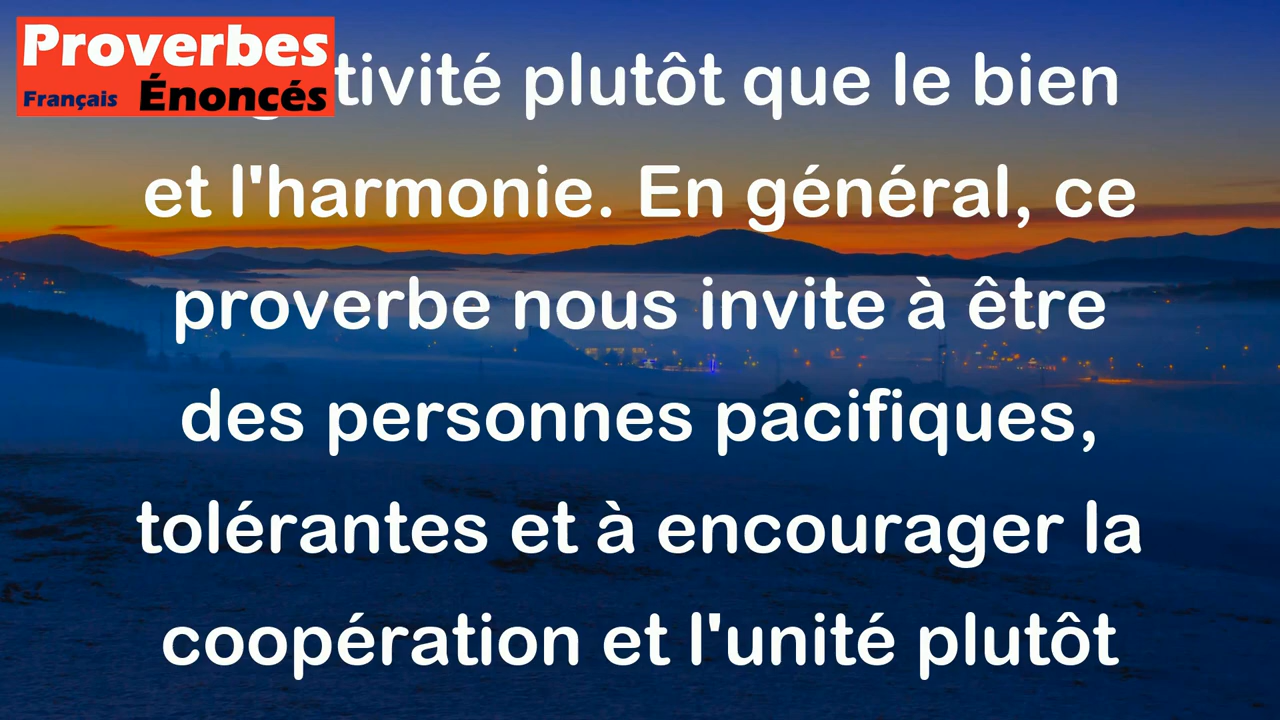 Proverbes
Français Énoncés
tivité plutôt que le bien
et l'harmonie. En général, ce
proverbe nous invite à être
des personnes pacifiques,
tolérantes et à encourager la
coopération et l'unité plutôt